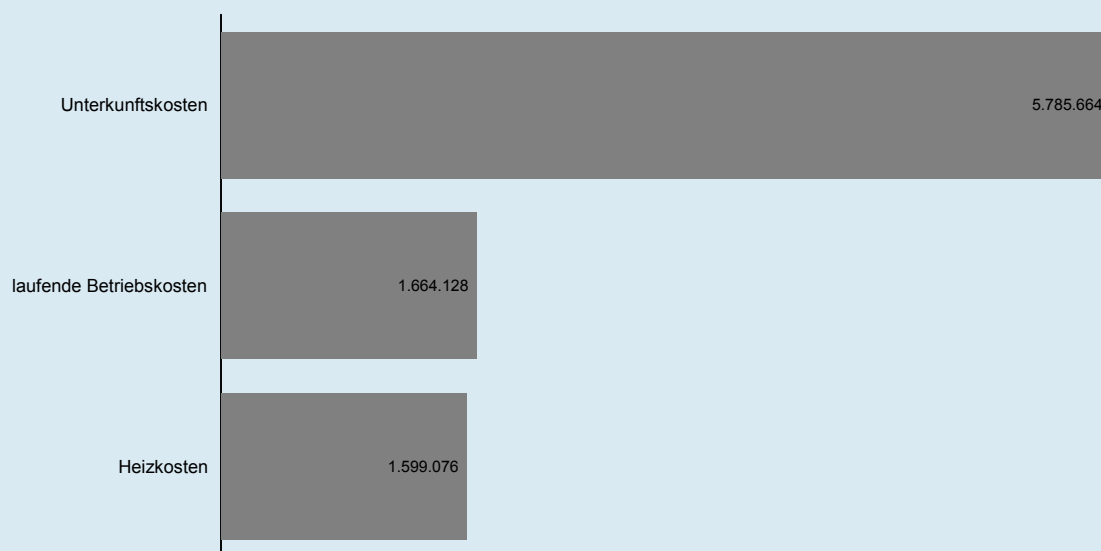 Unterkunftskosten 5.785.664
laufende Betriebskosten 1.664.128
Heizkosten 1.599.076